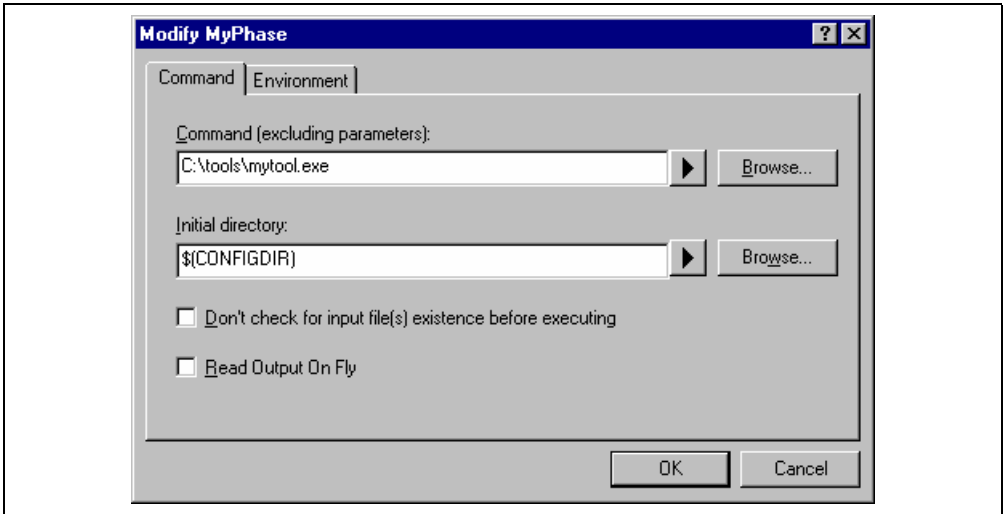 Modify MyPhase
Command Environment
Command (excluding parameters):
C:\tools\mytool.exe Browse...
Initial directory:
$(CONFIGDIR) Browse...
Don't check for input file(s) existence before executing
Read Output On Fly
OK Cancel